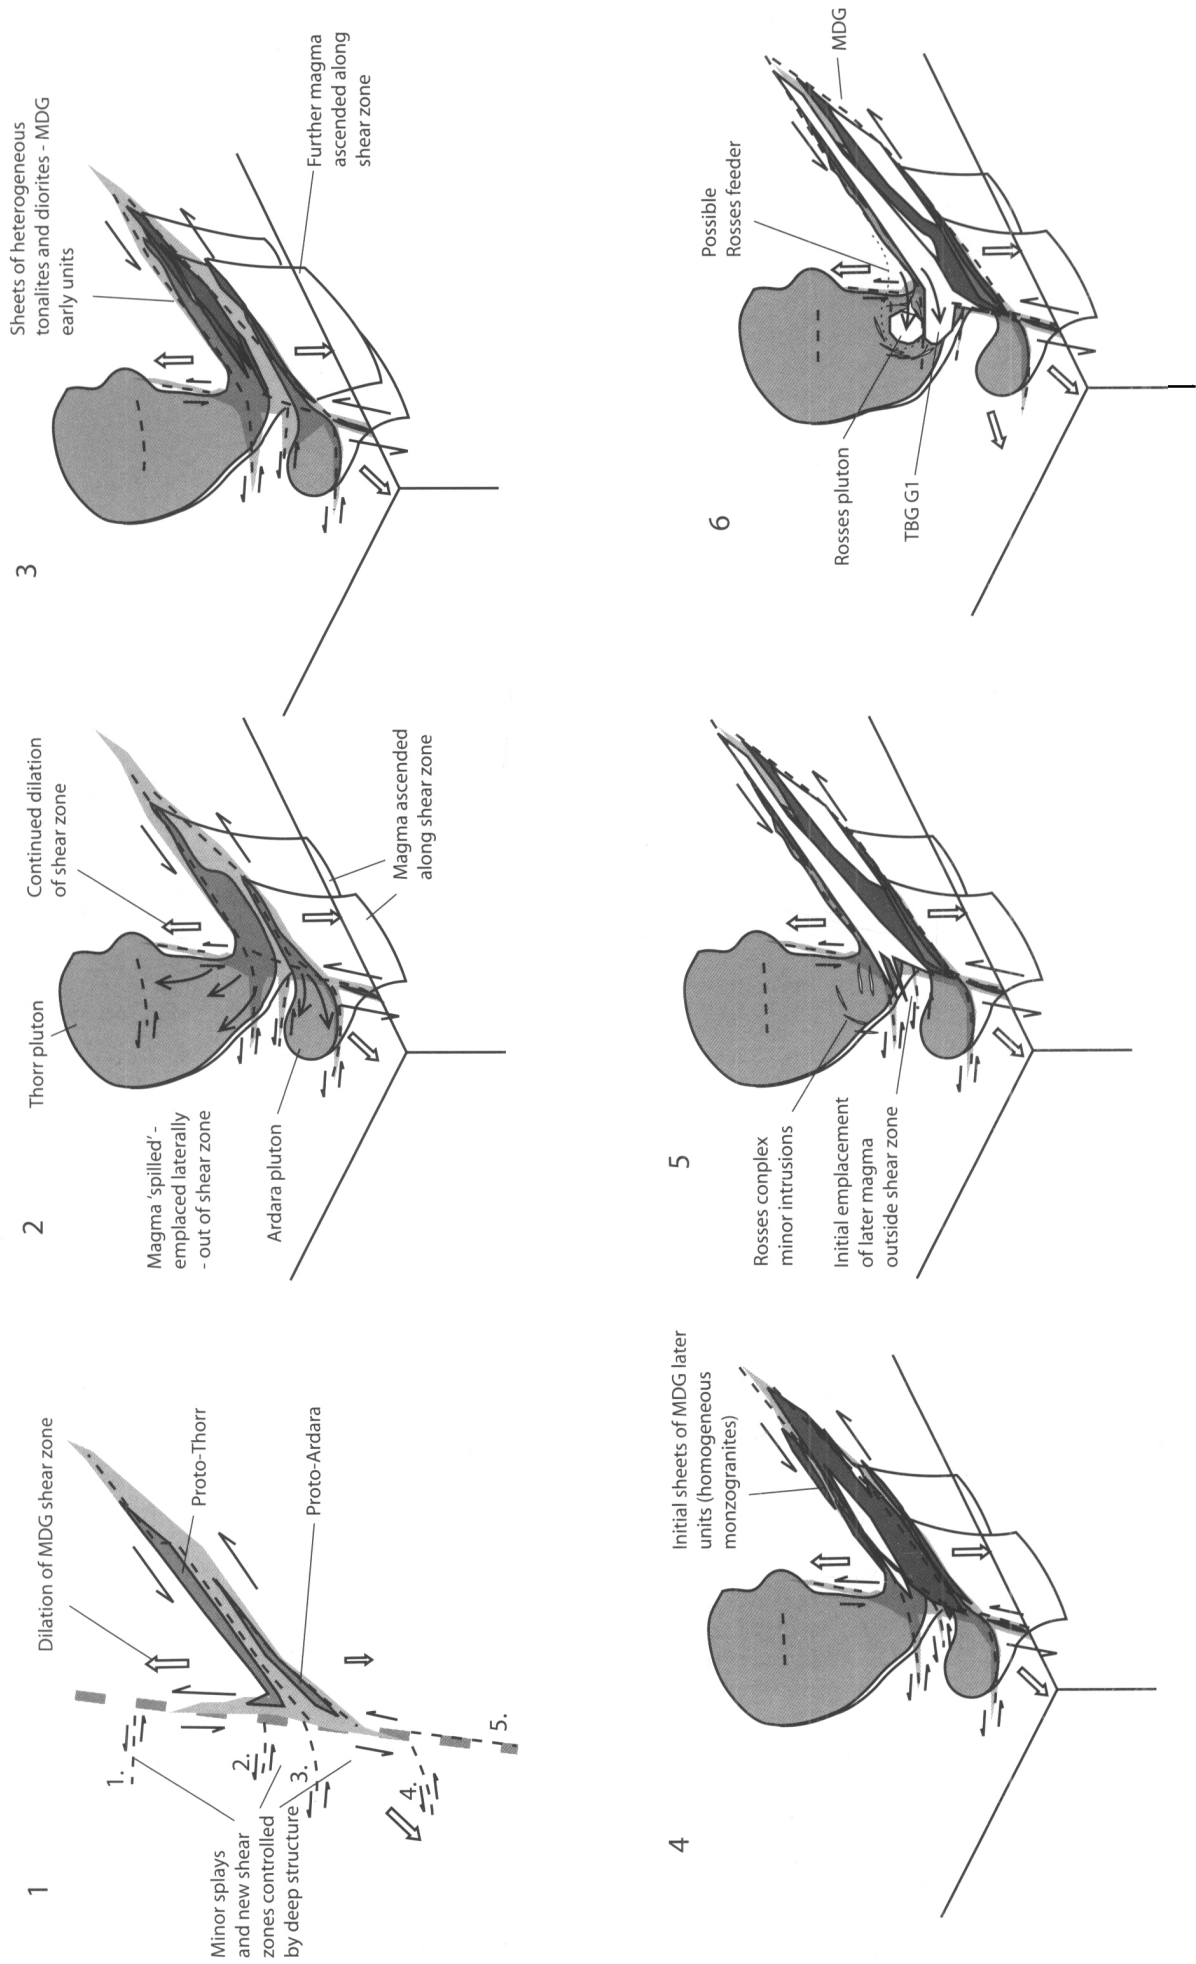 1
Dilation of MDG shear zone
Proto-Thorr
Proto-Ardara
Minor splays
and new shear
zones controlled
by deep structure
1.
2.
3.
4.
5.
2
Thorr pluton
Continued dilation
of shear zone
Magma 'spilled'-
emplaced laterally
- out of shear zone
Ardara pluton
Magma ascended
along shear zone
3
Sheets of heterogeneous
tonalites and diorites - MDG
early units
Further magma
ascended along
shear zone
4
Initial sheets of MDG later
units (homogeneous
monzogranites)
5
Rosses conplex
minor intrusions
Initial emplacement
of later magma
outside shear zone
6
Possible
Rosses feeder
MDG
Rosses pluton
TBG G1